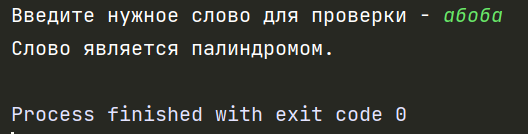 Введите нужное слово для проверки - абоба
Слово является палиндромом.
Process finished with exit code 0